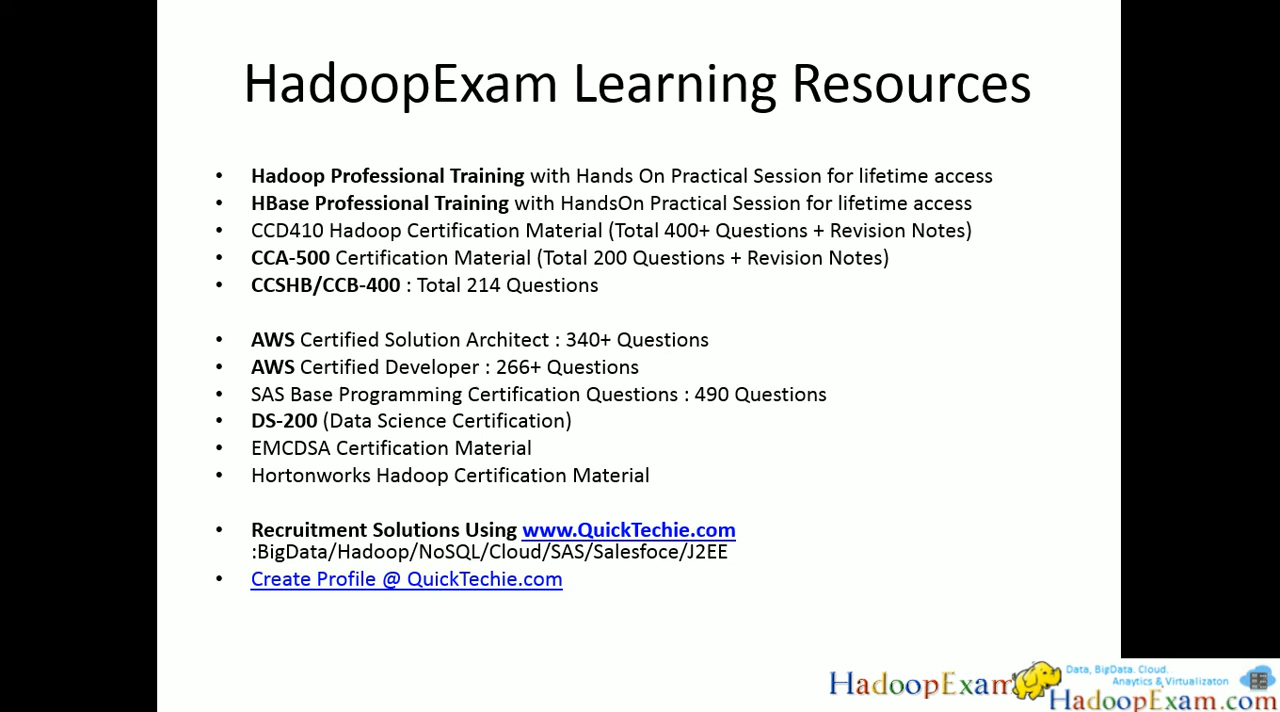 HadoopExam Learning Resources
• Hadoop Professional Training with Hands On Practical Session for lifetime access
• HBase Professional Training with HandsOn Practical Session for lifetime access
• CCD410 Hadoop Certification Material (Total 400+ Questions + Revision Notes)
• CCA-500 Certification Material (Total 200 Questions + Revision Notes)
• CCSHB/CCB-400 : Total 214 Questions
• AWS Certified Solution Architect : 340+ Questions
• AWS Certified Developer : 266+ Questions
• SAS Base Programming Certification Questions : 490 Questions
• DS-200 (Data Science Certification)
• EMCDSA Certification Material
• Hortonworks Hadoop Certification Material
• Recruitment Solutions Using www.QuickTechie.com
:BigData/Hadoop/NoSQL/Cloud/SAS/Salesfoce/J2EE
• Create Profile @ QuickTechie.com
HadoopExam
Data, BigData. Cloud.
Anaytics & Virtualizaton
HadoopExam.com